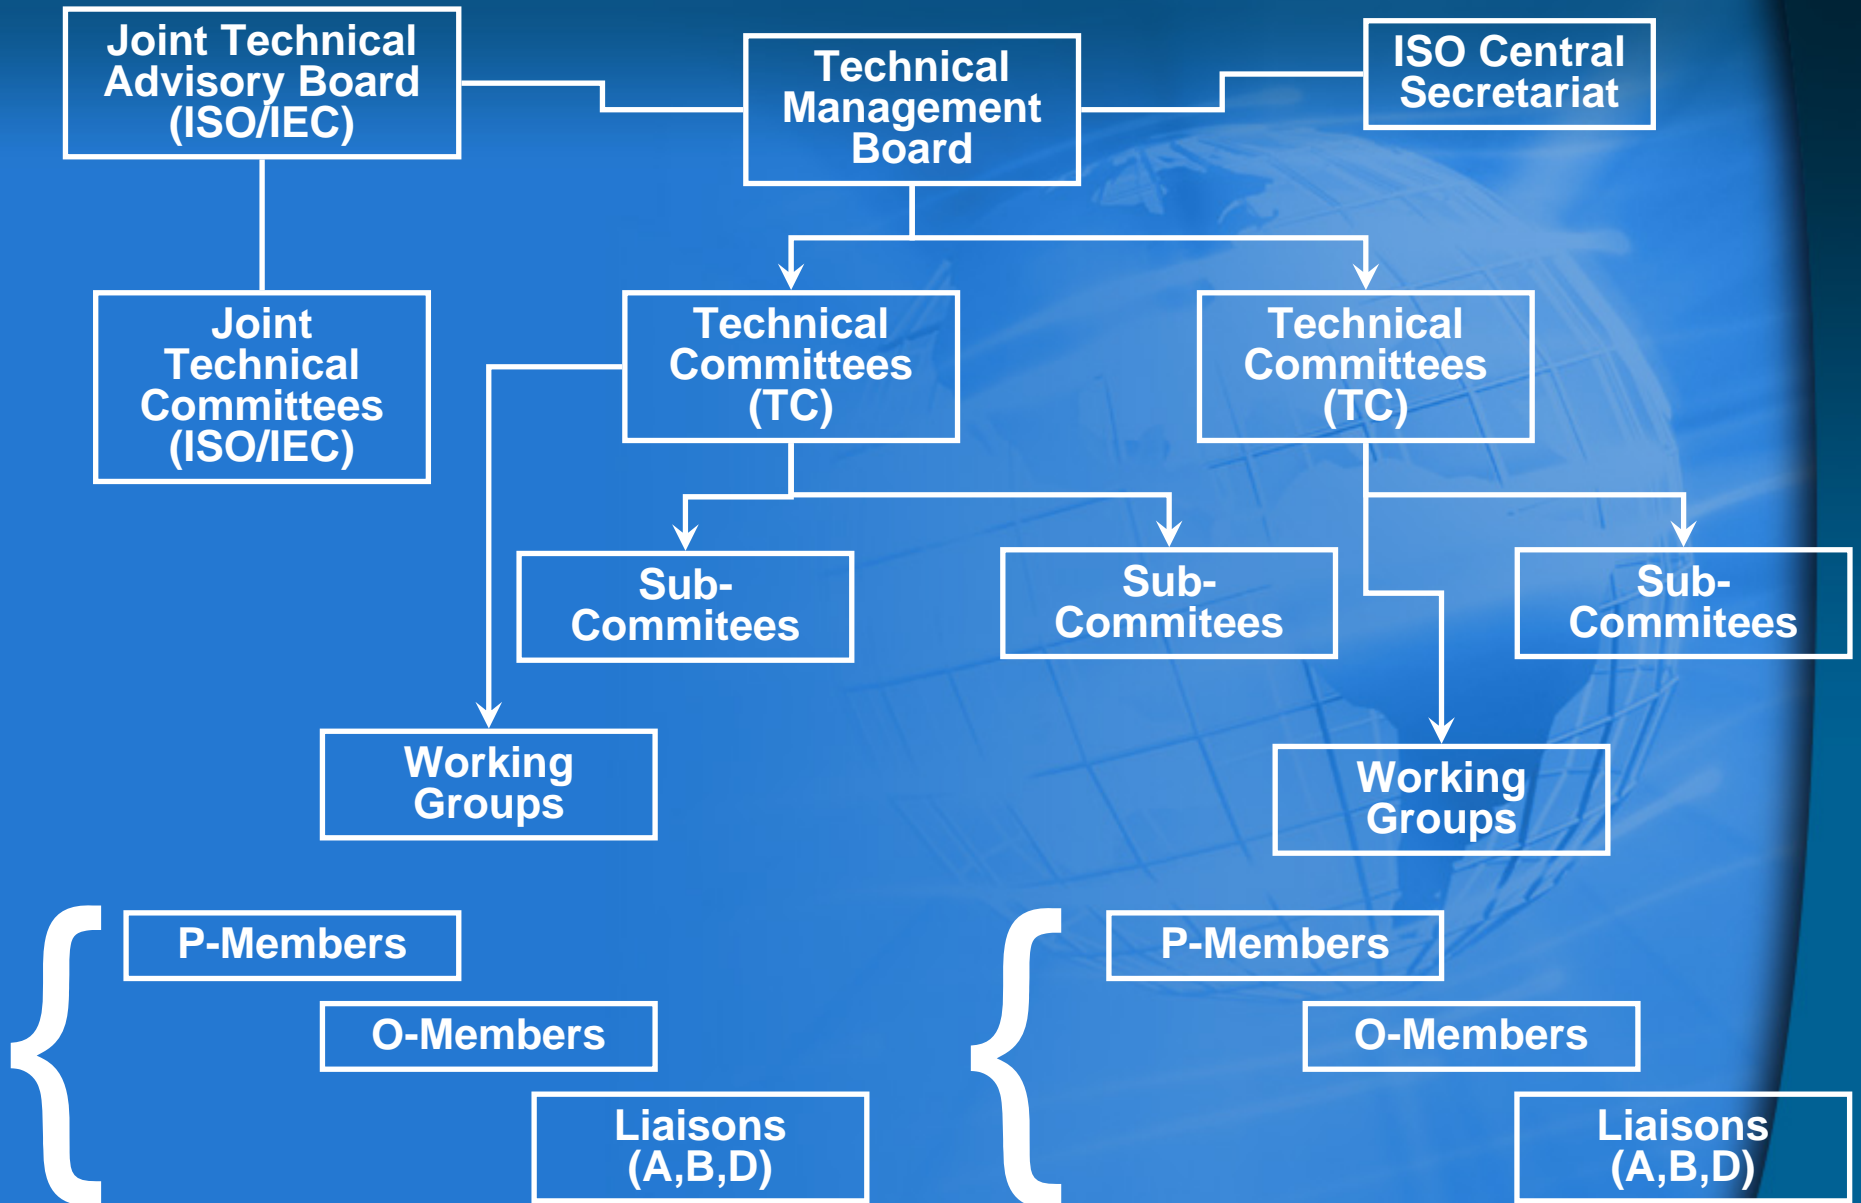 Joint Technical
Advisory Board
(ISO/IEC)
Technical
Management
Board
ISO Central
Secretariat
Joint
Technical
Committees
(ISO/IEC)
Technical
Committees
(TC)
Technical
Committees
(TC)
Sub-
Commitees
Sub-
Commitees
Sub-
Commitees
Working
Groups
Working
Groups
P-Members
O-Members
Liaisons
(A,B,D)
P-Members
O-Members
Liaisons
(A,B,D)